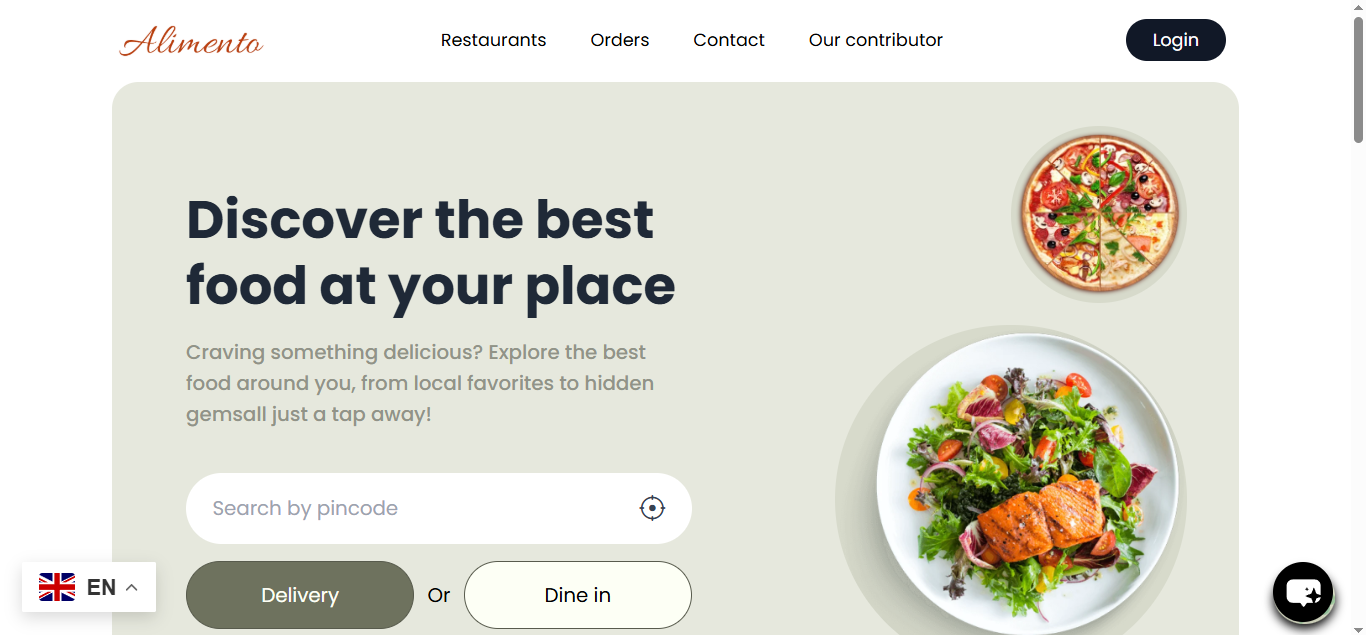 Alimento
Restaurants
Orders
Contact
Our contributor
Login
Discover the best
food at your place
Craving something delicious? Explore the best
food around you, from local favorites to hidden
gemsall just a tap away!
Search by pincode
Delivery
Or
Dine in
EN